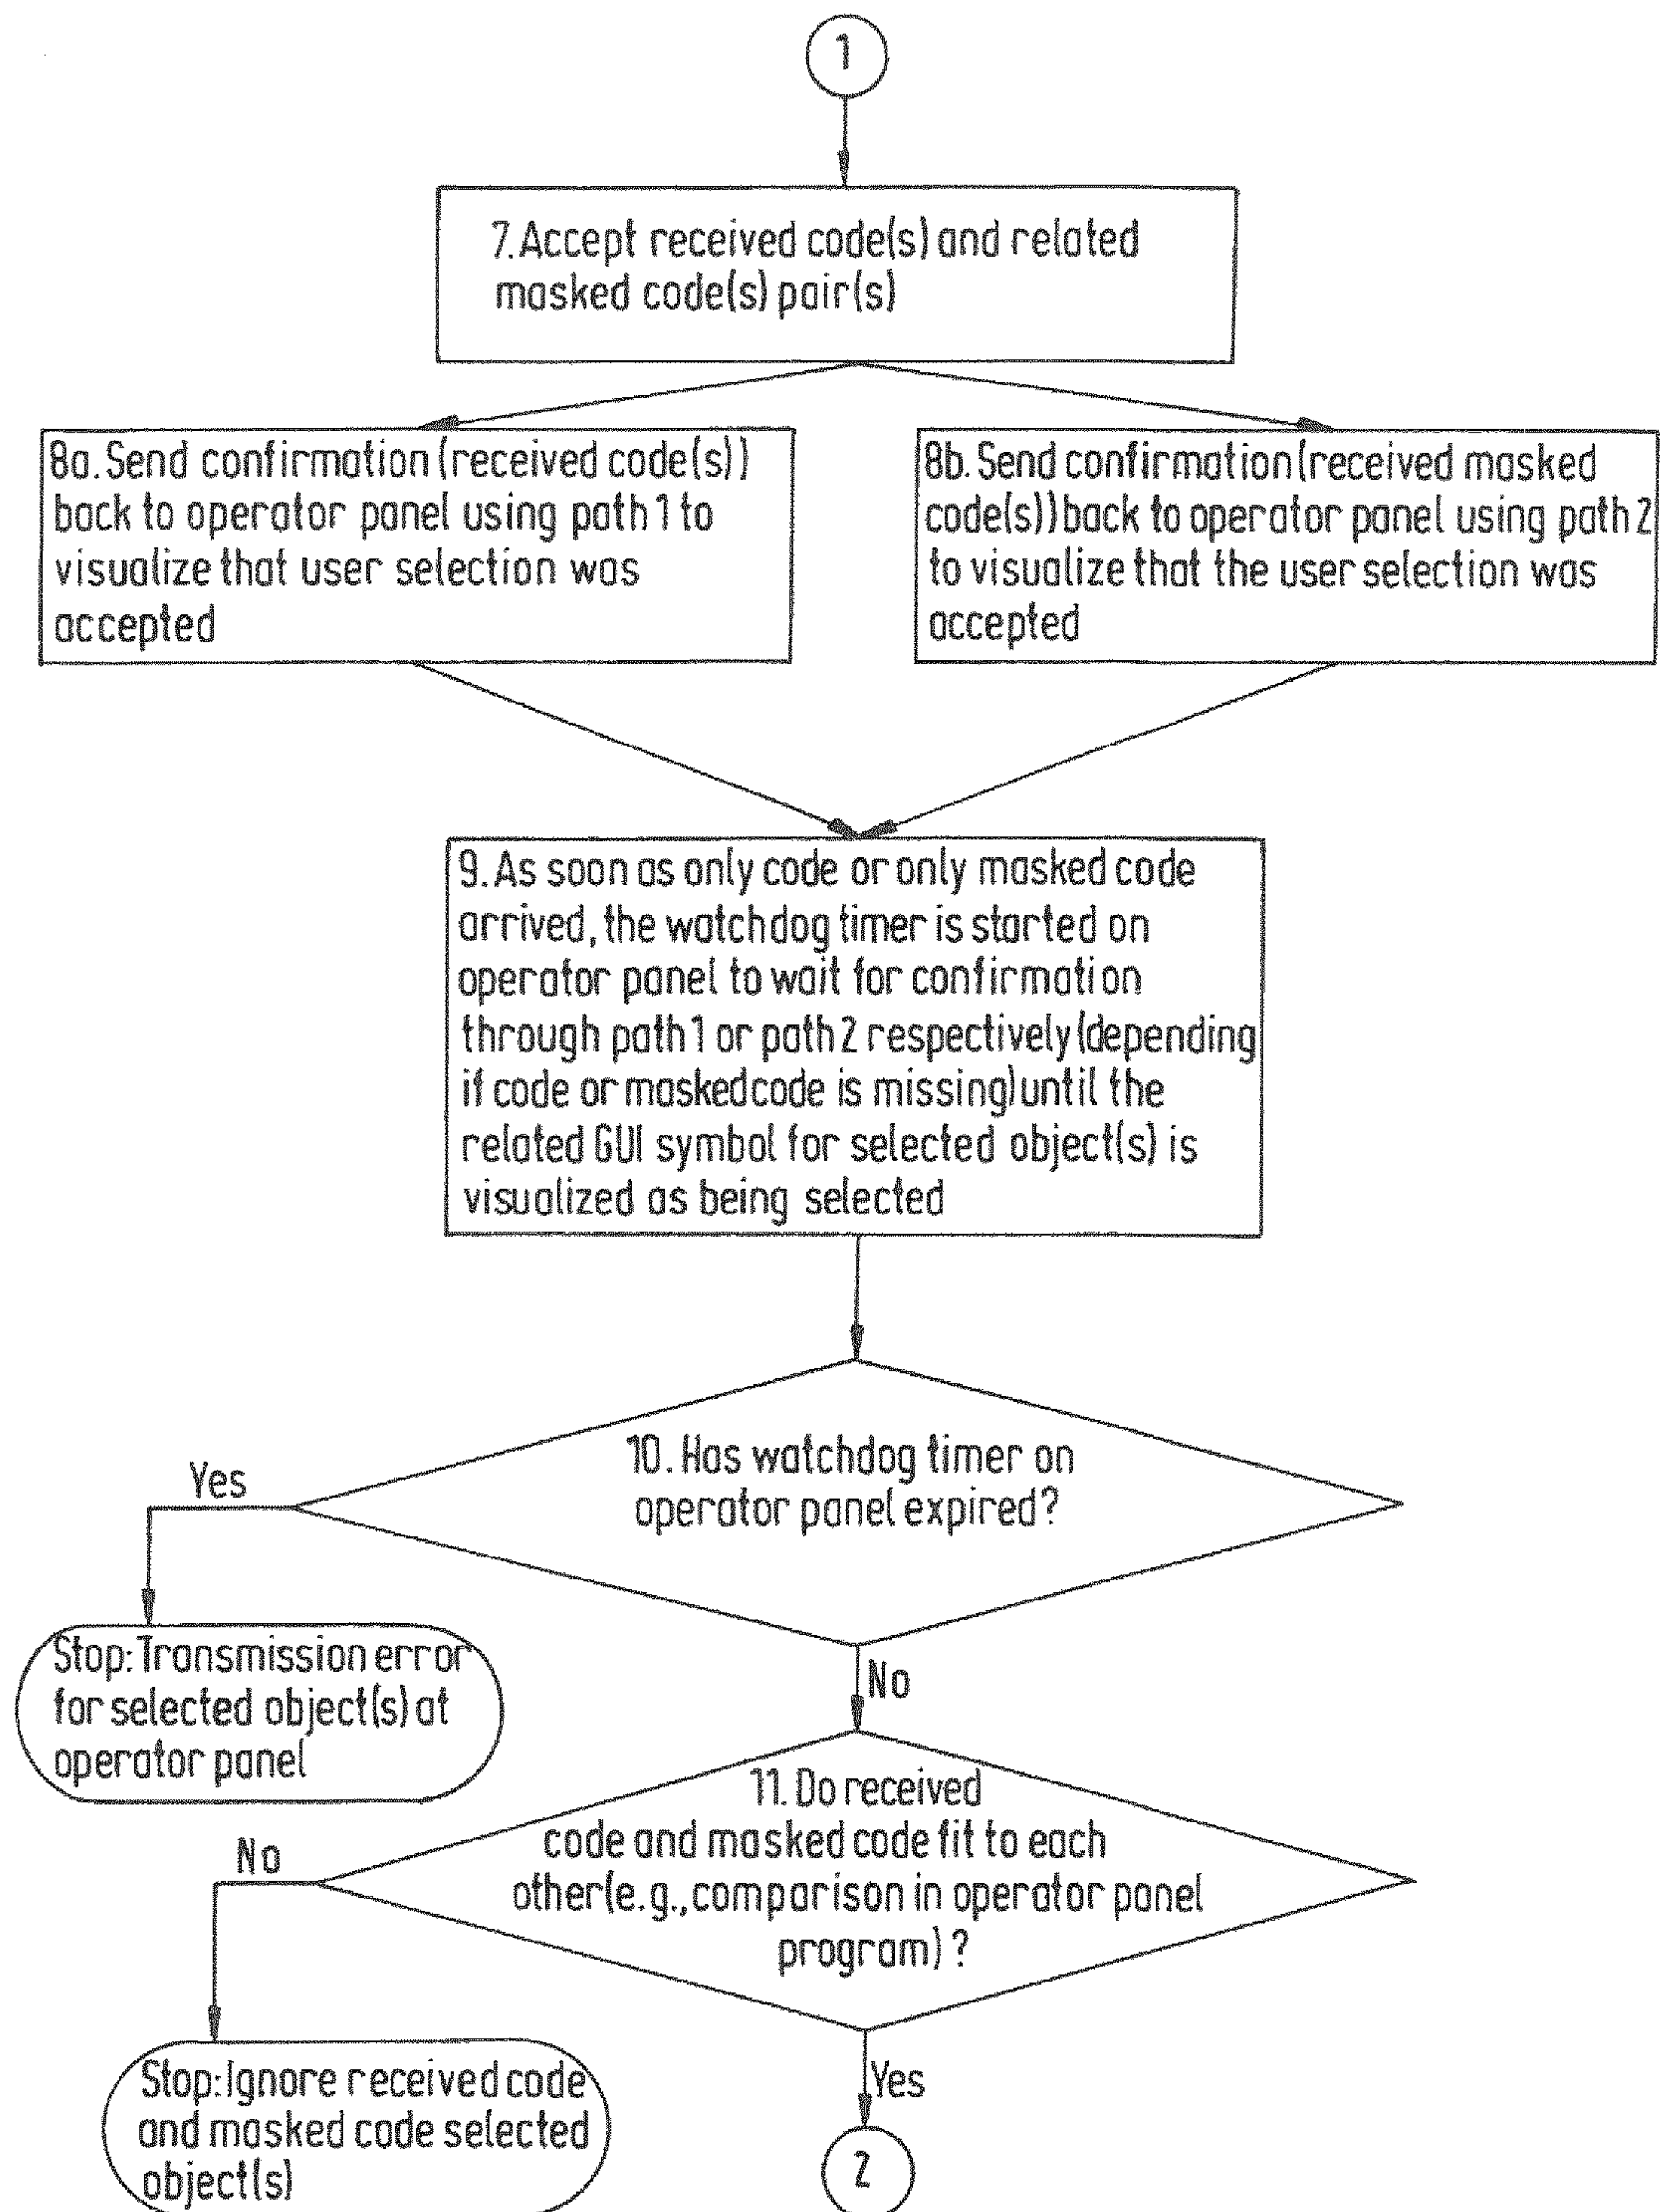 1
7. Accept received code(s) and related
masked code(s) pair(s)
8a. Send confirmation (received code(s))
back to operator panel using path 1 to
visualize that user selection was
accepted
8b. Send confirmation (received masked
code(s)) back to operator panel using path 2
to visualize that the user selection was
accepted
9. As soon as only code or only masked code
arrived, the watchdog timer is started on
operator panel to wait for confirmation
through path 1 or path 2 respectively (depending
if code or masked code is missing) until the
related GUI symbol for selected object(s) is
visualized as being selected
10. Has watchdog timer on
operator panel expired?
Yes
Stop: Transmission error
for selected object(s) at
operator panel
No
11. Do received
code and masked code fit to each
other (e.g., comparison in operator panel
program) ?
No
Stop: Ignore received code
and masked code selected
object(s)
Yes
2